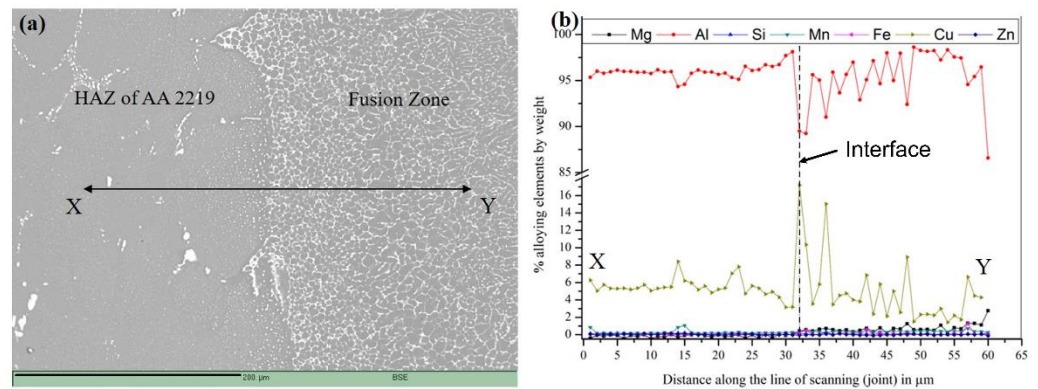 (a)
HAZ of AA 2219
Fusion Zone
X
Y
200 µm
BSE
(b)
Mg Al Si Mn Fe Cu Zn
% alloying elements by weight
100
95
90
85
16
14
12
10
8
6
4
2
0
Interface
X
Y
0 5 10 15 20 25 30 35 40 45 50 55 60 65
Distance along the line of scanning (joint) in µm